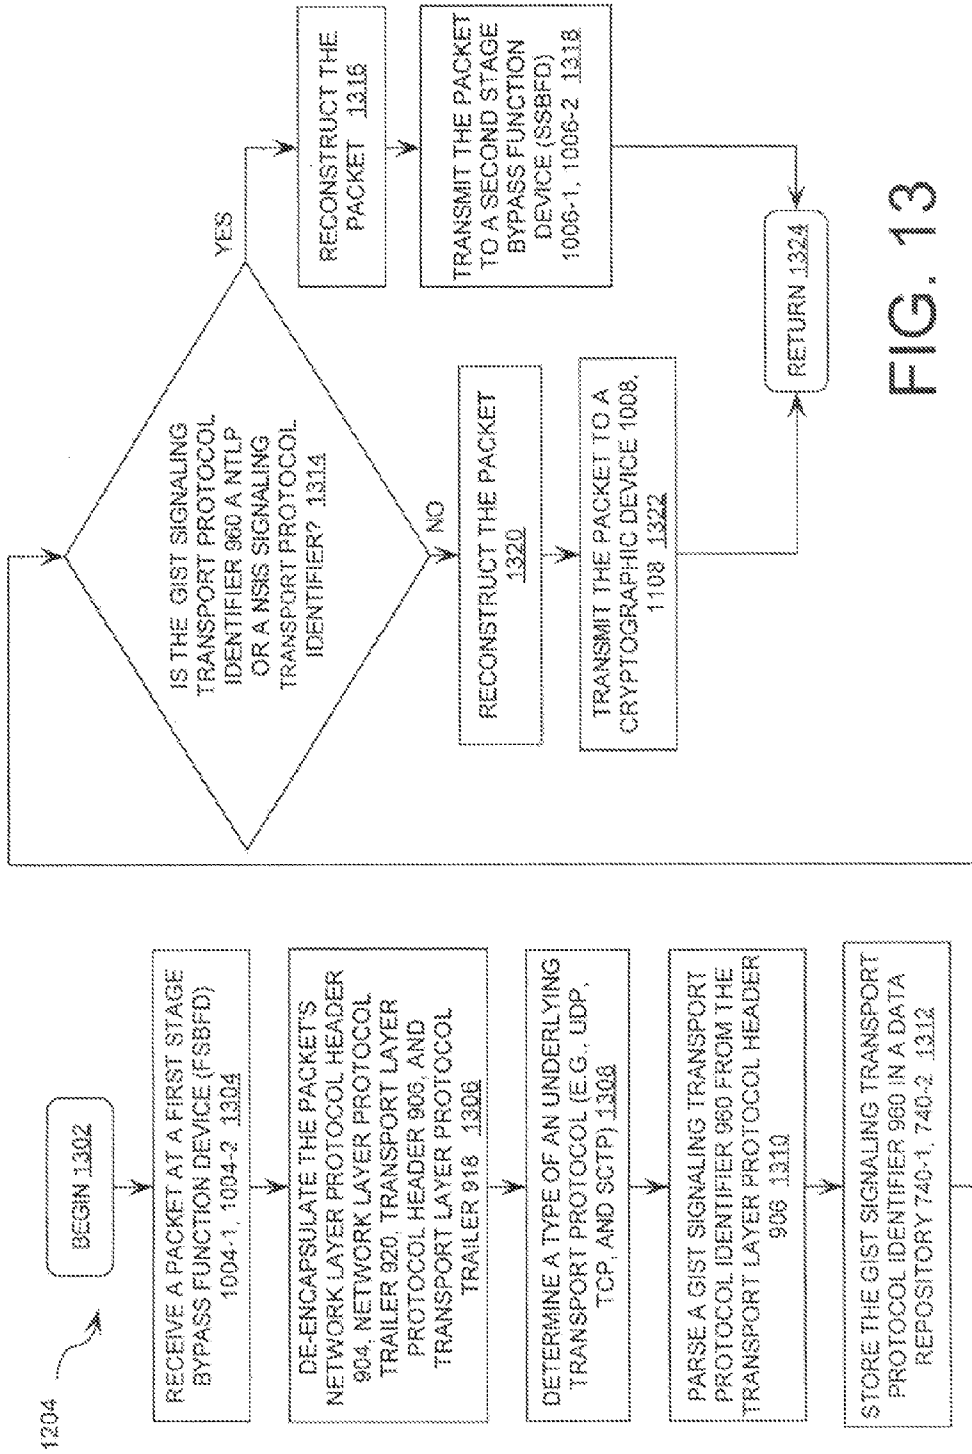 1204
BEGIN 1302
RECEIVE A PACKET AT A FIRST STAGE
BYPASS FUNCTION DEVICE (FSBFD)
1004-1, 1004-2 1304
DE-ENCAPSULATE THE PACKET'S
NETWORK LAYER PROTOCOL HEADER
904, NETWORK LAYER PROTOCOL
TRAILER 920, TRANSPORT LAYER
PROTOCOL HEADER 906, AND
TRANSPORT LAYER PROTOCOL
TRAILER 918 1306
DETERMINE A TYPE OF AN UNDERLYING
TRANSPORT PROTOCOL (E.G., UDP,
TCP, AND SCTP) 1308
PARSE A GIST SIGNALING TRANSPORT
PROTOCOL IDENTIFIER 960 FROM THE
TRANSPORT LAYER PROTOCOL HEADER
906 1310
STORE THE GIST SIGNALING TRANSPORT
PROTOCOL IDENTIFIER 960 IN A DATA
REPOSITORY 740-1, 740-2 1312
IS THE GIST SIGNALING
TRANSPORT PROTOCOL
IDENTIFIER 960 A NTLP
OR A NSIS SIGNALING
TRANSPORT PROTOCOL
IDENTIFIER? 1314
YES
NO
RECONSTRUCT THE
PACKET 1316
TRANSMIT THE PACKET
TO A SECOND STAGE
BYPASS FUNCTION
DEVICE (SSBFD)
1006-1, 1006-2 1318
RECONSTRUCT THE PACKET
1320
TRANSMIT THE PACKET TO A
CRYPTOGRAPHIC DEVICE 1008,
1108 1322
RETURN 1324
FIG. 13